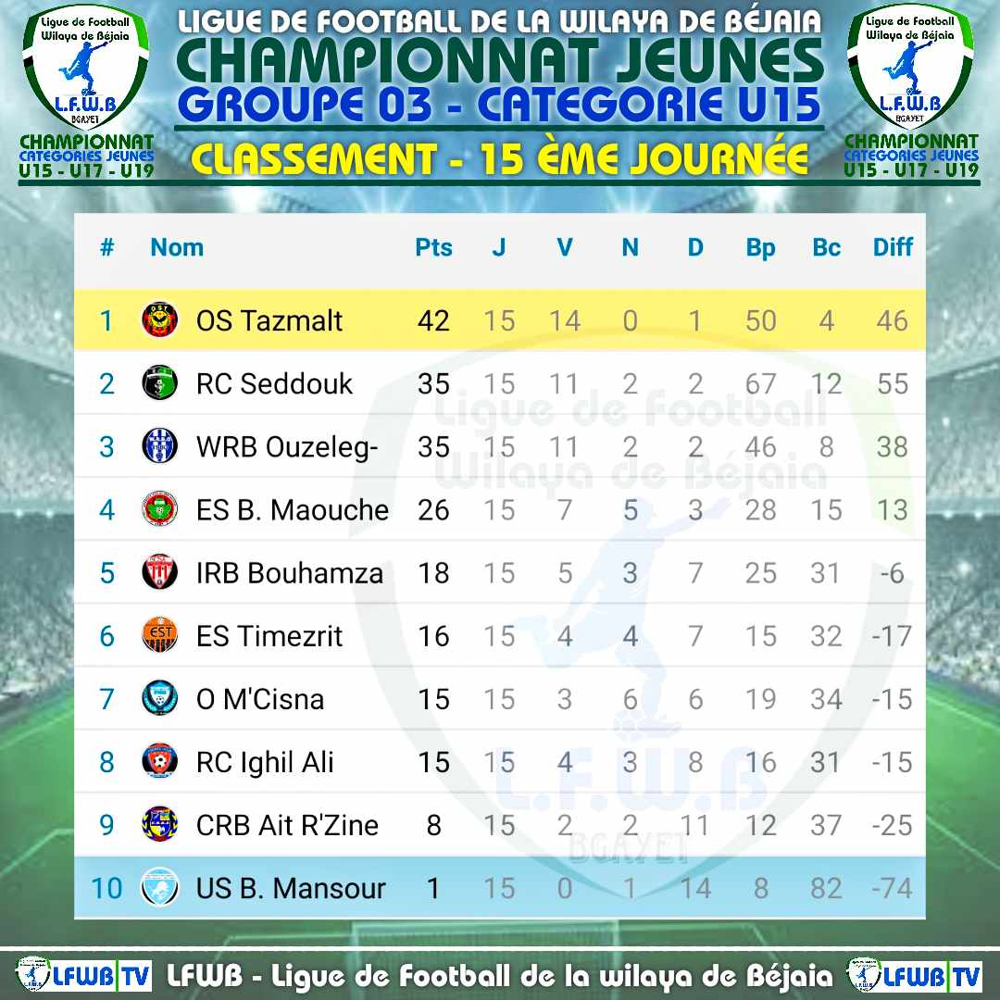 Ligue de Football
Wilaya de Béjaia
L.F.W.B
BGAYET
CHAMPIONNAT
CATEGORIES JEUNES
U15 - U17 - U19
LIGUE DE FOOTBALL DE LA WILAYA DE BÉJAIA
CHAMPIONNAT JEUNES
GROUPE 03 - CATEGORIE U15
CLASSEMENT - 15 ÈME JOURNÉE
Ligue de Football
Wilaya de Béjaia
L.F.W.B
BGAYET
CHAMPIONNAT
CATEGORIES JEUNES
U15 - U17 - U19
# Nom Pts J V N D Bp Bc Diff
1 OS Tazmalt 42 15 14 0 1 50 4 46
2 RC Seddouk 35 15 11 2 2 67 12 55
3 WRB Ouzeleg- 35 15 11 2 2 46 8 38
4 ES B. Maouche 26 15 7 5 3 28 15 13
5 IRB Bouhamza 18 15 5 3 7 25 31 -6
6 EST ES Timezrit 16 15 4 4 7 15 32 -17
7 O M'Cisna 15 15 3 6 6 19 34 -15
8 RC Ighil Ali 15 15 4 3 8 16 31 -15
9 CRB Ait R'Zine 8 15 2 2 11 12 37 -25
10 US B. Mansour 1 15 0 1 14 8 82 -74
Ligue de Football
Wilaya de Béjaia
L.F.W.B
BGAYET
LFWB TV LFWB - Ligue de Football de la wilaya de Béjaia LFWB TV